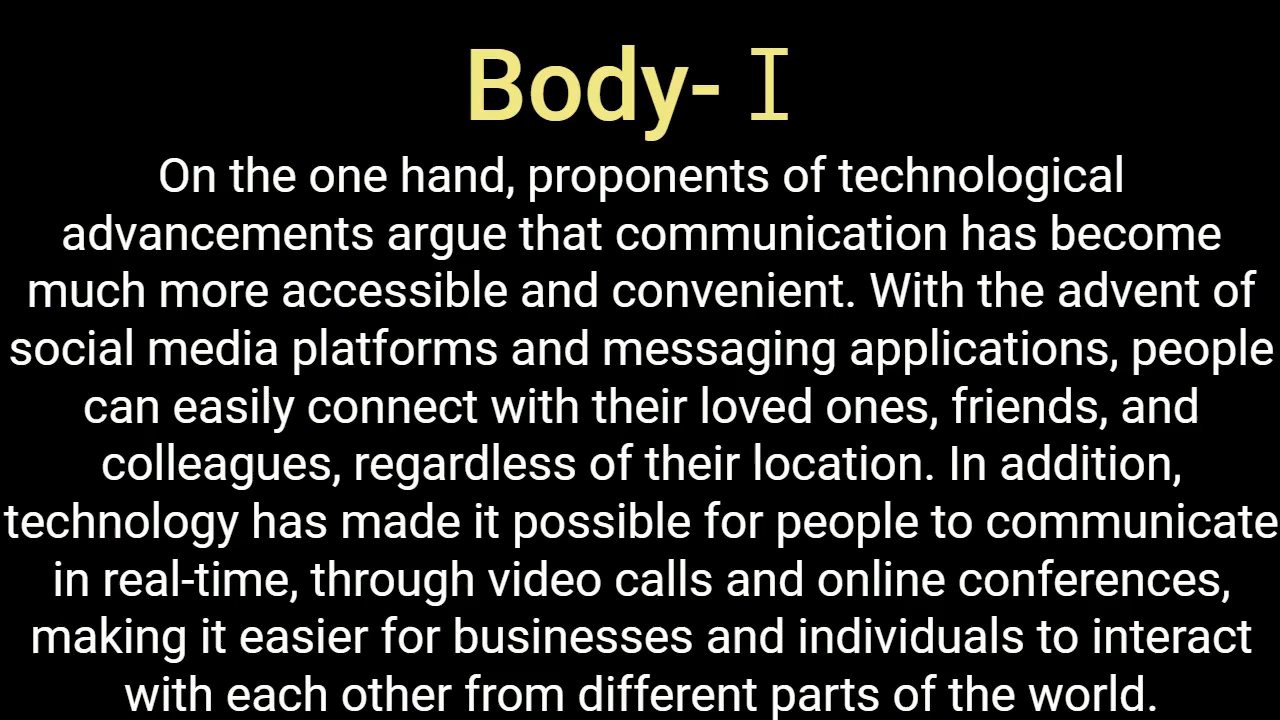 Body- I
On the one hand, proponents of technological
advancements argue that communication has become
much more accessible and convenient. With the advent of
social media platforms and messaging applications, people
can easily connect with their loved ones, friends, and
colleagues, regardless of their location. In addition,
technology has made it possible for people to communicate
in real-time, through video calls and online conferences,
making it easier for businesses and individuals to interact
with each other from different parts of the world.